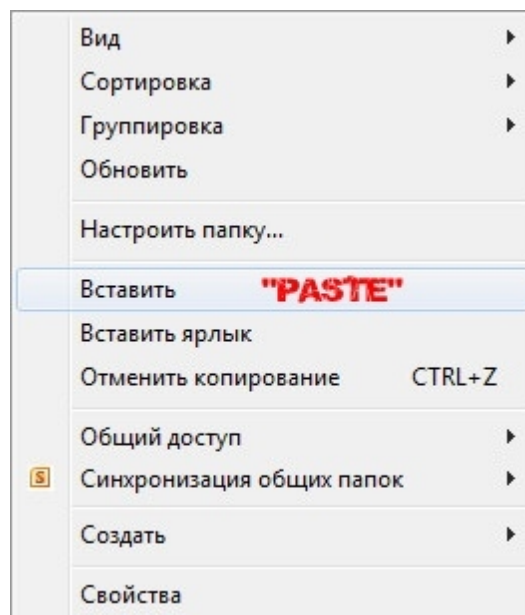 Вид
Сортировка
Группировка
Обновить
Настроить папку...
Вставить "PASTE"
Вставить ярлык
Отменить копирование CTRL+Z
Общий доступ
S Синхронизация общих папок
Создать
Свойства